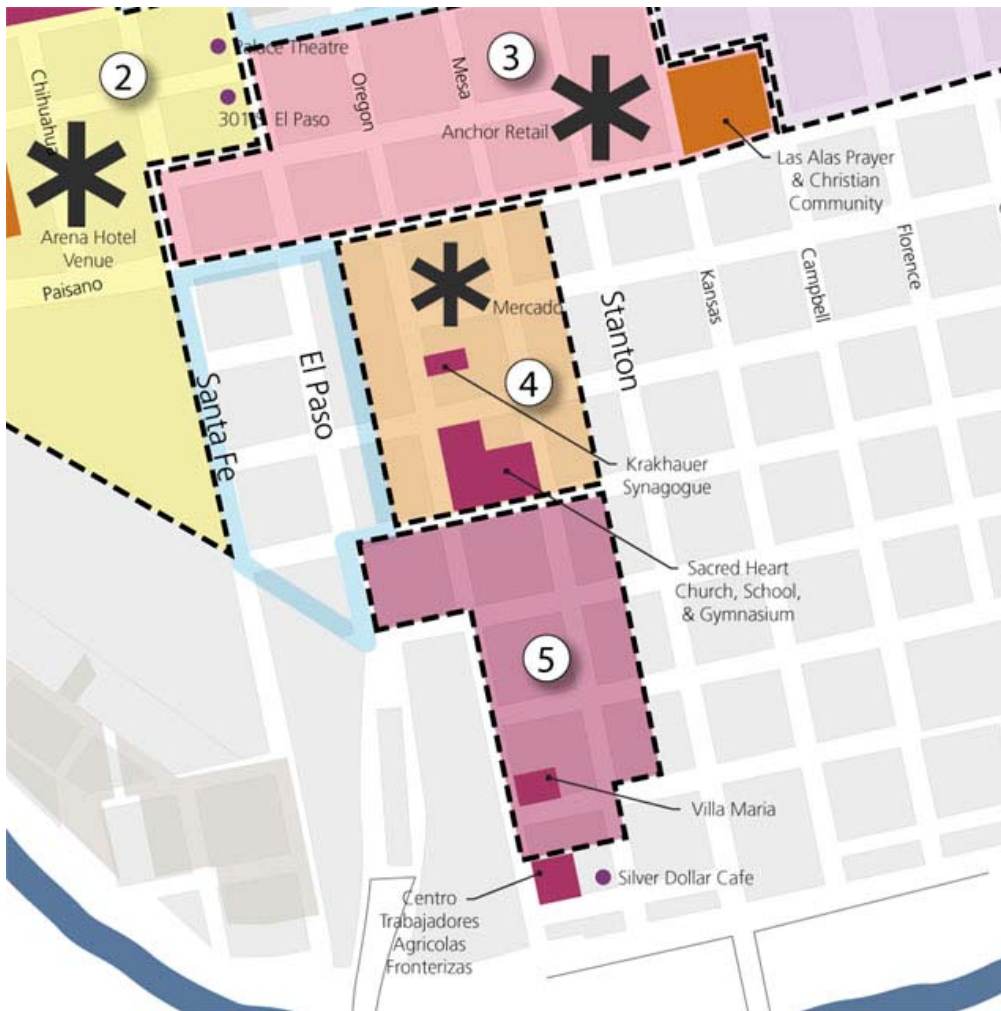 2
3
Palace Theatre
Chihuahua
Oregon
Mesa
301 S. El Paso
Anchor Retail
Las Alas Prayer
& Christian
Community
Arena Hotel
Venue
Paisano
Florence
Campbell
Kansas
Mercado
Stanton
El Paso
Santa Fe
4
Krakhauer
Synagogue
Sacred Heart
Church, School,
& Gymnasium
5
Villa Maria
Silver Dollar Cafe
Centro
Trabajadores
Agricolas
Fronterizas